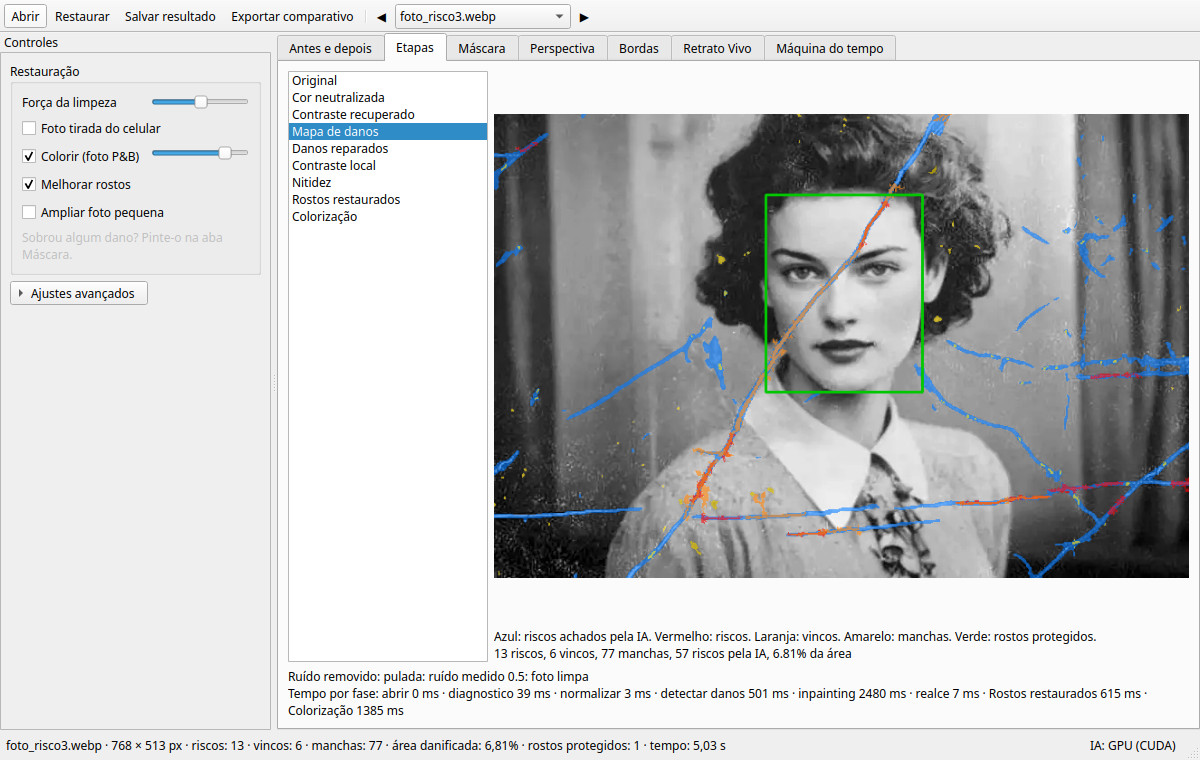 Abrir Restaurar Salvar resultado Exportar comparativo ◀ foto_risco3.webp ▶
Controles
Restauração
Força da limpeza
Foto tirada do celular
Colorir (foto P&B)
Melhorar rostos
Ampliar foto pequena
Sobrou algum dano? Pinte-o na aba
Máscara.
Ajustes avançados
Antes e depois Etapas Máscara Perspectiva Bordas Retrato Vivo Máquina do tempo
Original
Cor neutralizada
Contraste recuperado
Mapa de danos
Danos reparados
Contraste local
Nitidez
Rostos restaurados
Colorização
Azul: riscos achados pela IA. Vermelho: riscos. Laranja: vincos. Amarelo: manchas. Verde: rostos protegidos.
13 riscos, 6 vincos, 77 manchas, 57 riscos pela IA, 6.81% da área
Ruído removido: pulada: ruído medido 0.5: foto limpa
Tempo por fase: abrir 0 ms · diagnostico 39 ms · normalizar 3 ms · detectar danos 501 ms · inpainting 2480 ms · realce 7 ms · Rostos restaurados 615 ms ·
Colorização 1385 ms
foto_risco3.webp · 768 × 513 px · riscos: 13 · vincos: 6 · manchas: 77 · área danificada: 6,81% · rostos protegidos: 1 · tempo: 5,03 s
IA: GPU (CUDA)